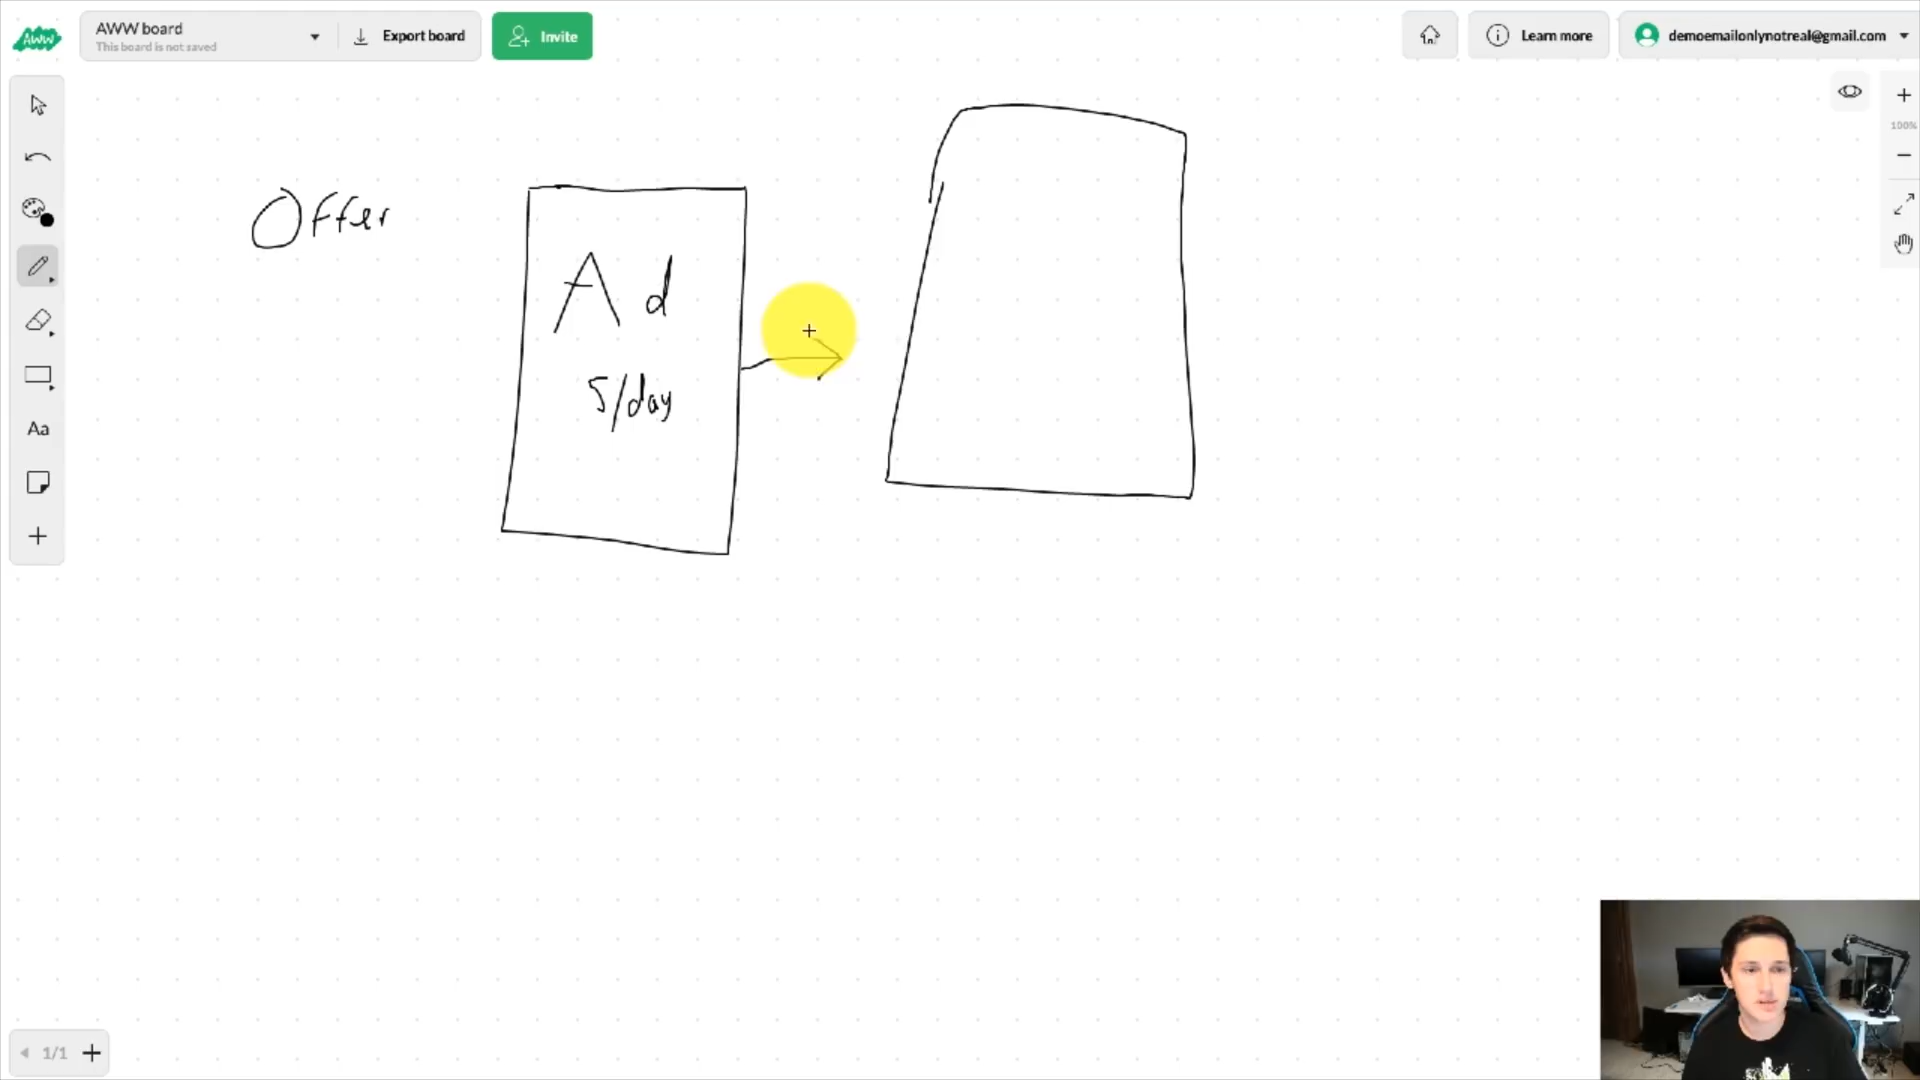 AWW
AWW board
This board is not saved
Export board
Invite
Learn more
demoemailonlynotreal@gmail.com
100%
Offer
Ad
5/day
Aa
1/1